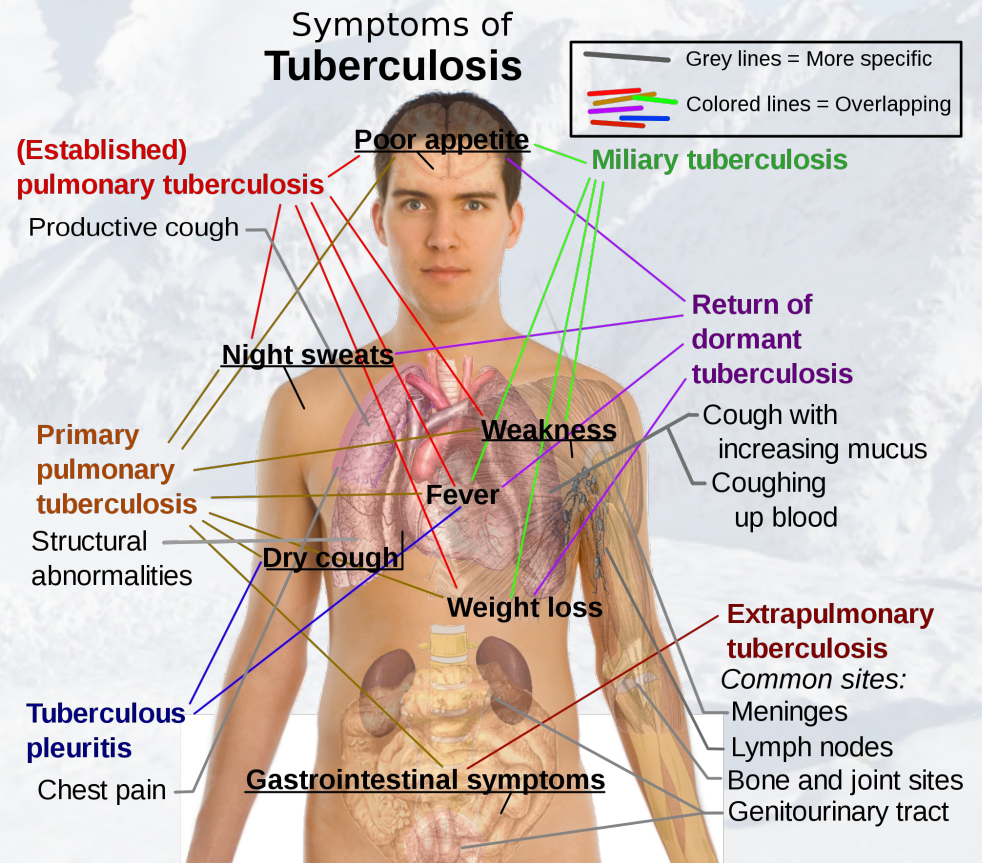 Symptoms of
Tuberculosis
Grey lines = More specific
Colored lines = Overlapping
Poor appetite
(Established)
pulmonary tuberculosis
Miliary tuberculosis
Productive cough
Return of
dormant
tuberculosis
Night sweats
Cough with
increasing mucus
Weakness
Primary
pulmonary
tuberculosis
Coughing
up blood
Fever
Structural
abnormalities
Dry cough
Weight loss
Extrapulmonary
tuberculosis
Common sites:
Meninges
Lymph nodes
Bone and joint sites
Genitourinary tract
Tuberculous
pleuritis
Chest pain
Gastrointestinal symptoms